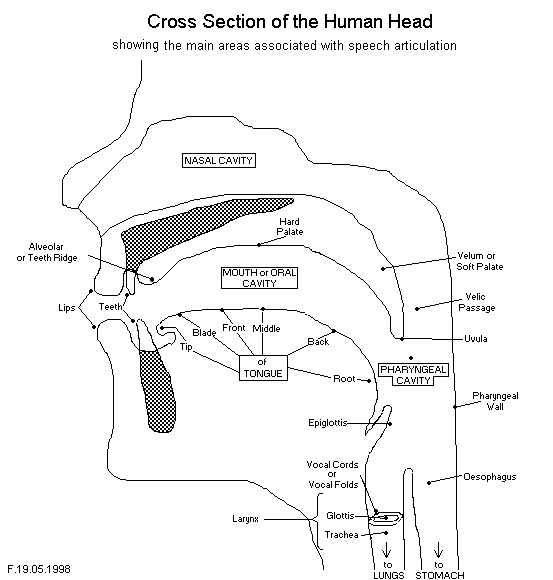 Cross Section of the Human Head
showing the main areas associated with speech articulation
NASAL CAVITY
Hard
Palate
Alveolar
or Teeth Ridge
Velum or
Soft Palate
MOUTH or ORAL
CAVITY
Lips
Teeth
Velic
Passage
Blade
Front
Middle
Back
Tip
Uvula
of
TONGUE
Root
PHARYNGEAL
CAVITY
Pharyngeal
Wall
Epiglottis
Vocal Cords
or
Vocal Folds
Oesophagus
Larynx
Glottis
Trachea
to
LUNGS
to
STOMACH
F.19.05.1998